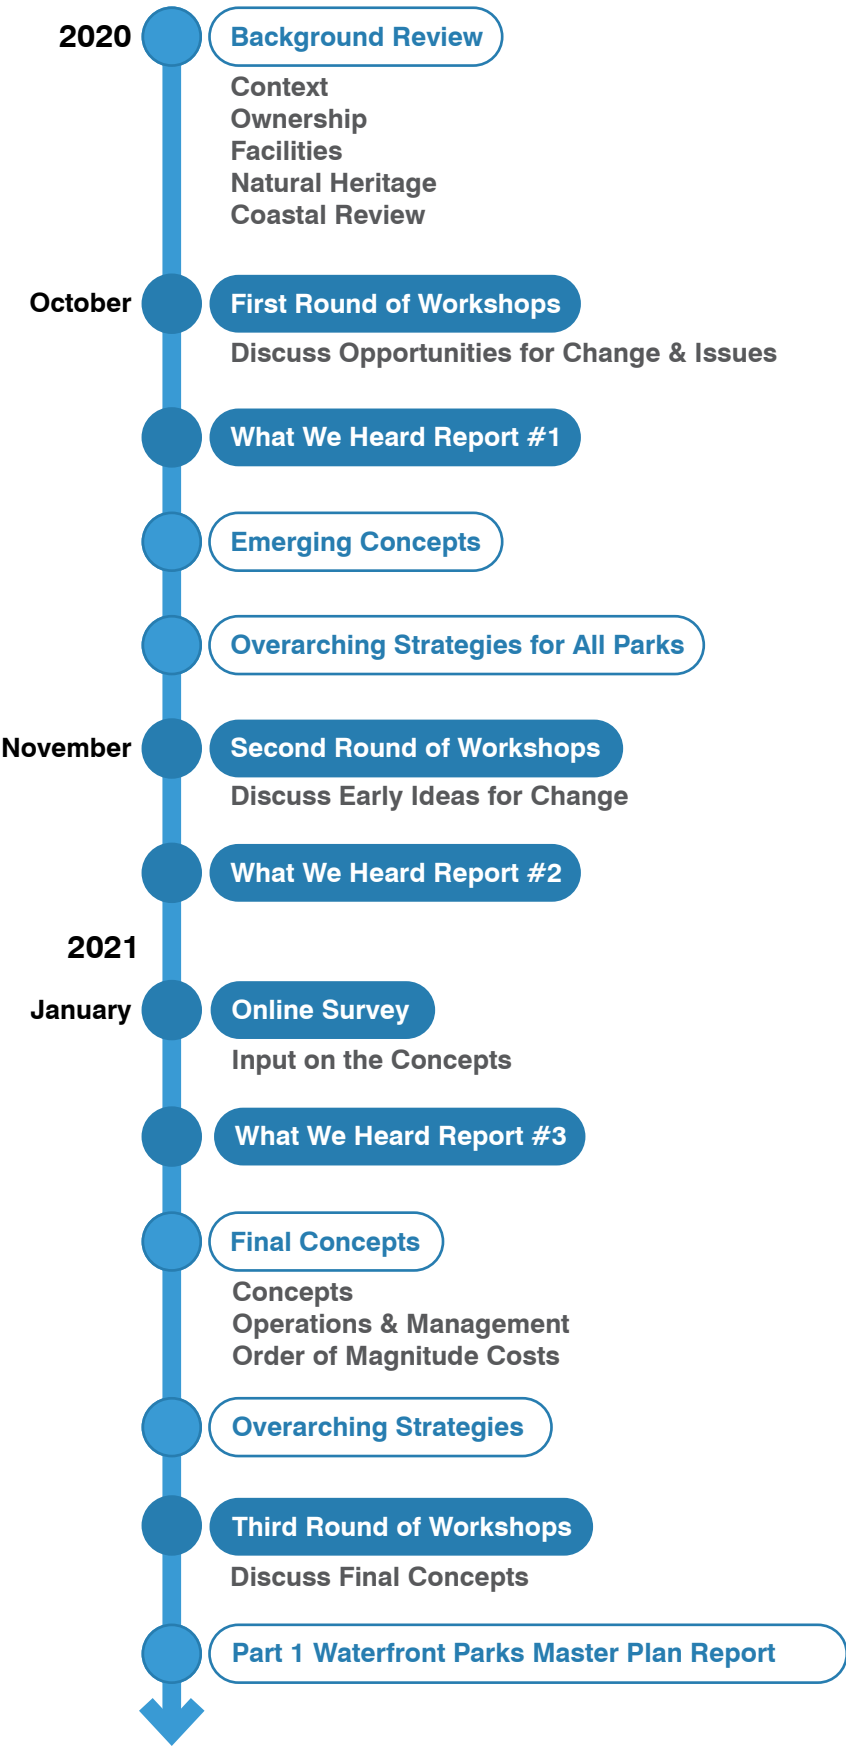 2020
Background Review
Context
Ownership
Facilities
Natural Heritage
Coastal Review
October
First Round of Workshops
Discuss Opportunities for Change & Issues
What We Heard Report #1
Emerging Concepts
Overarching Strategies for All Parks
November
Second Round of Workshops
Discuss Early Ideas for Change
What We Heard Report #2
2021
January
Online Survey
Input on the Concepts
What We Heard Report #3
Final Concepts
Concepts
Operations & Management
Order of Magnitude Costs
Overarching Strategies
Third Round of Workshops
Discuss Final Concepts
Part 1 Waterfront Parks Master Plan Report